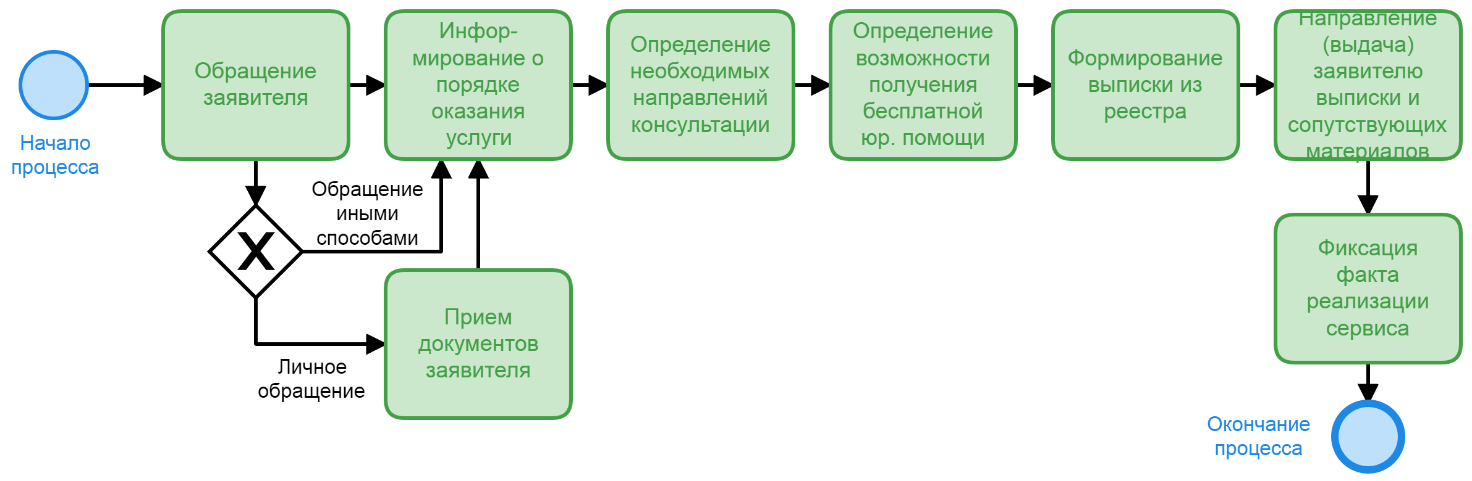 Начало
процесса
Обращение
заявителя
Инфор-
мирование о
порядке
оказания
услуги
Определение
необходимых
направлений
консультации
Определение
возможности
получения
бесплатной
юр. помощи
Формирование
выписки из
реестра
Направление
(выдача)
заявителю
выписки и
сопутствующих
материалов
Обращение
иными
способами
X
Личное
обращение
Прием
документов
заявителя
Фиксация
факта
реализации
сервиса
Окончание
процесса